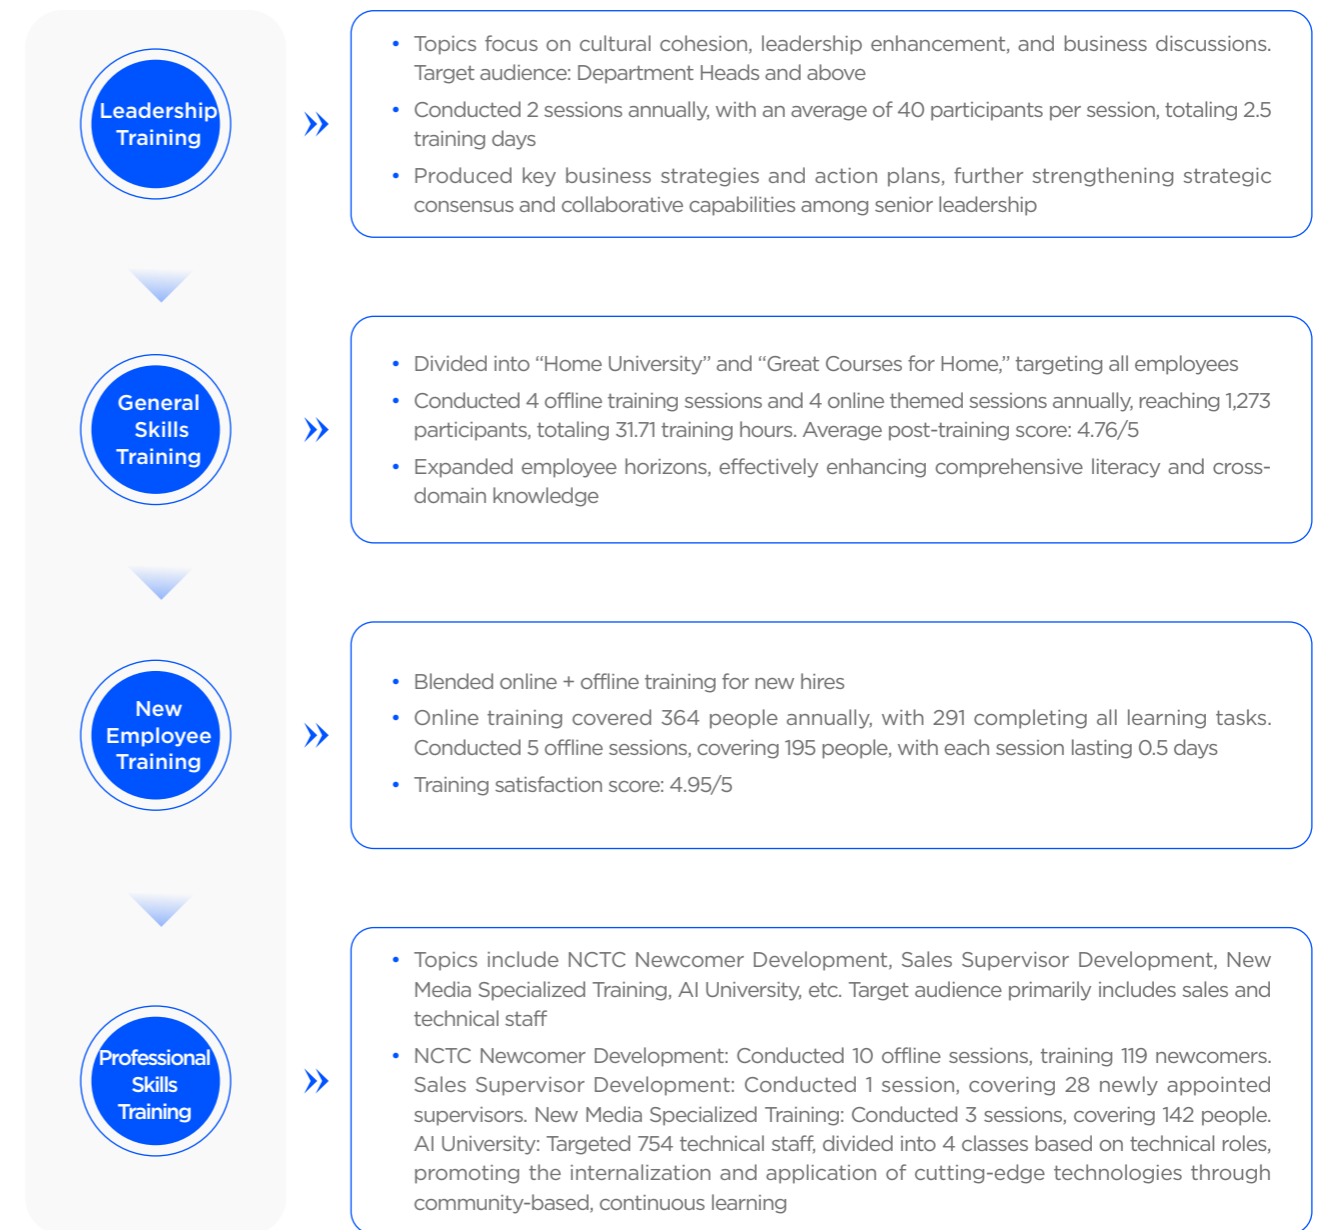 Leadership
Training
• Topics focus on cultural cohesion, leadership enhancement, and business discussions.
Target audience: Department Heads and above
• Conducted 2 sessions annually, with an average of 40 participants per session, totaling 2.5
training days
• Produced key business strategies and action plans, further strengthening strategic
consensus and collaborative capabilities among senior leadership
General
Skills
Training
• Divided into “Home University” and “Great Courses for Home,” targeting all employees
• Conducted 4 offline training sessions and 4 online themed sessions annually, reaching 1,273
participants, totaling 31.71 training hours. Average post-training score: 4.76/5
• Expanded employee horizons, effectively enhancing comprehensive literacy and cross-
domain knowledge
New
Employee
Training
• Blended online + offline training for new hires
• Online training covered 364 people annually, with 291 completing all learning tasks.
Conducted 5 offline sessions, covering 195 people, with each session lasting 0.5 days
• Training satisfaction score: 4.95/5
Professional
Skills
Training
• Topics include NCTC Newcomer Development, Sales Supervisor Development, New
Media Specialized Training, AI University, etc. Target audience primarily includes sales and
technical staff
• NCTC Newcomer Development: Conducted 10 offline sessions, training 119 newcomers.
Sales Supervisor Development: Conducted 1 session, covering 28 newly appointed
supervisors. New Media Specialized Training: Conducted 3 sessions, covering 142 people.
AI University: Targeted 754 technical staff, divided into 4 classes based on technical roles,
promoting the internalization and application of cutting-edge technologies through
community-based, continuous learning